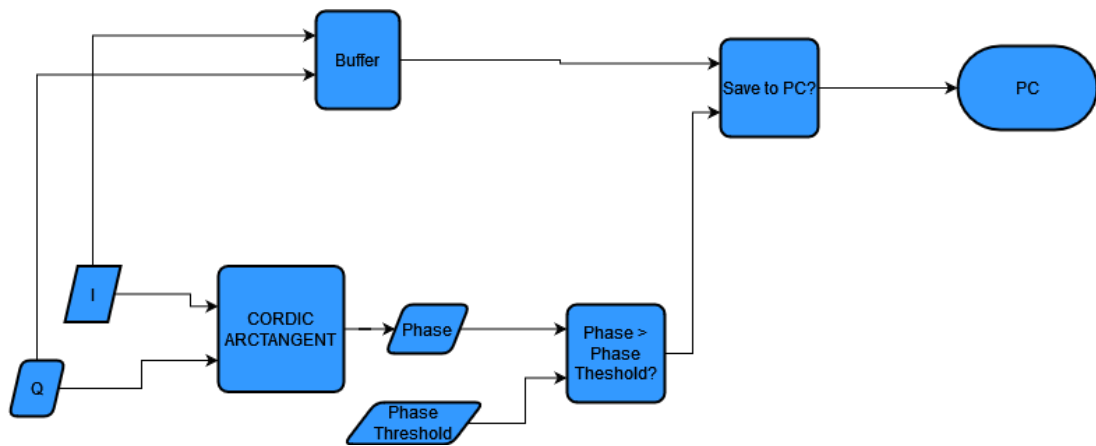 Buffer
Save to PC?
PC
I
CORDIC
ARCTANGENT
Phase
Phase >
Phase
Theshold?
Q
Phase
Threshold